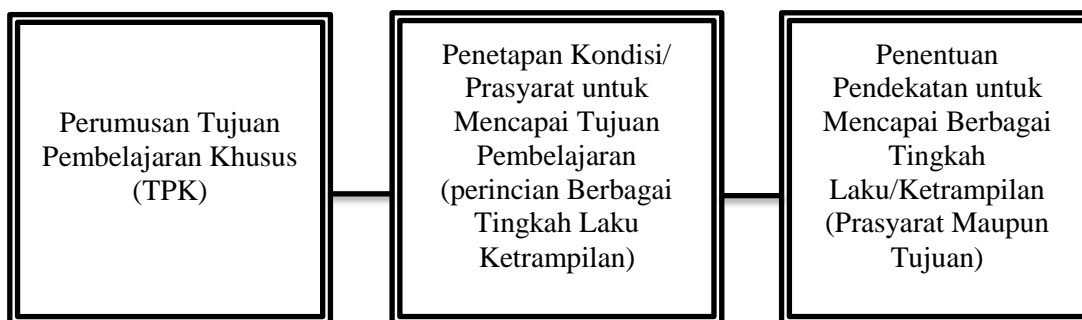 Perumusan Tujuan
Pembelajaran Khusus
(TPK)
Penetapan Kondisi/
Prasyarat untuk
Mencapai Tujuan
Pembelajaran
(perincian Berbagai
Tingkah Laku
Ketrampilan)
Penentuan
Pendekatan untuk
Mencapai Berbagai
Tingkah
Laku/Ketrampilan
(Prasyarat Maupun
Tujuan)